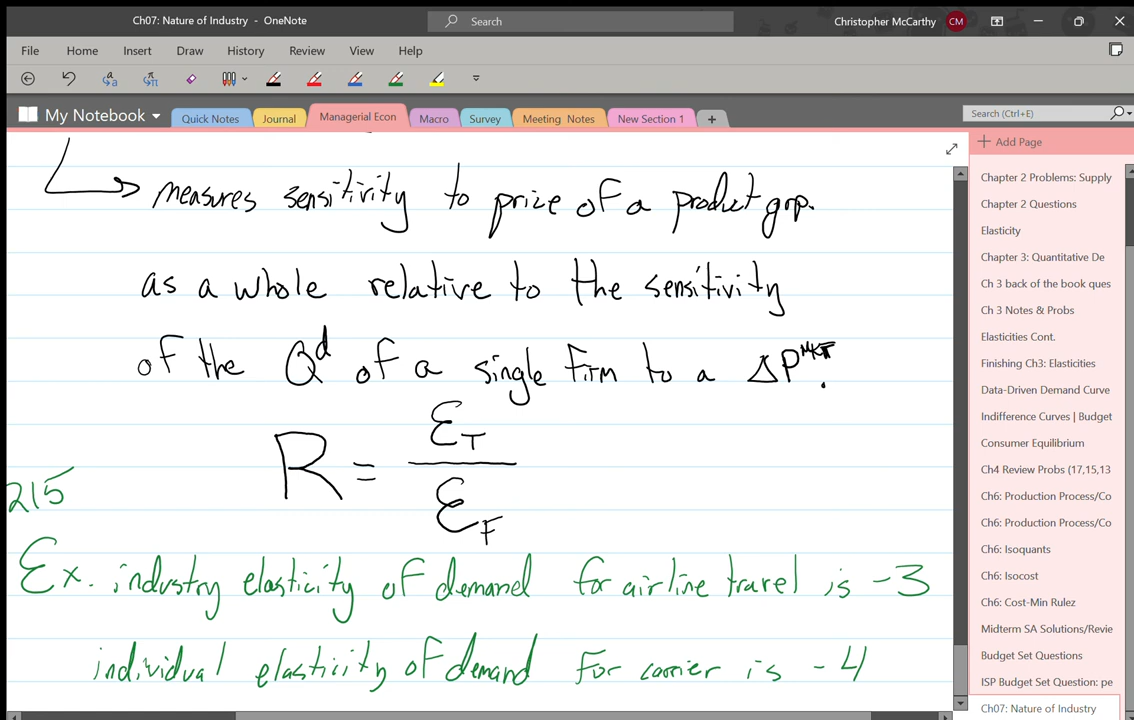 Ch07: Nature of Industry - OneNote
Search
Christopher McCarthy
CM
File Home Insert Draw History Review View Help
My Notebook
Quick Notes
Journal
Managerial Econ
Macro
Survey
Meeting Notes
New Section 1
+
Search (Ctrl+E)
Add Page
Chapter 2 Problems: Supply
Chapter 2 Questions
Elasticity
Chapter 3: Quantitative De
Ch 3 back of the book ques
Ch 3 Notes & Probs
Elasticities Cont.
Finishing Ch3: Elasticities
Data-Driven Demand Curve
Indifference Curves | Budget
Consumer Equilibrium
Ch4 Review Probs (17,15,13
Ch6: Production Process/Co
Ch6: Production Process/Co
Ch6: Isoquants
Ch6: Isocost
Ch6: Cost-Min Rulez
Midterm SA Solutions/Revie
Budget Set Questions
ISP Budget Set Question: pe
Ch07: Nature of Industry
measures sensitivity to price of a product grp.
as a whole relative to the sensitivity
of the Q^d of a single firm to a ΔP^MKT.
R = E_T / E_F
215
Ex. industry elasticity of demand for airline travel is -3
individual elasticity of demand for carrier is -4